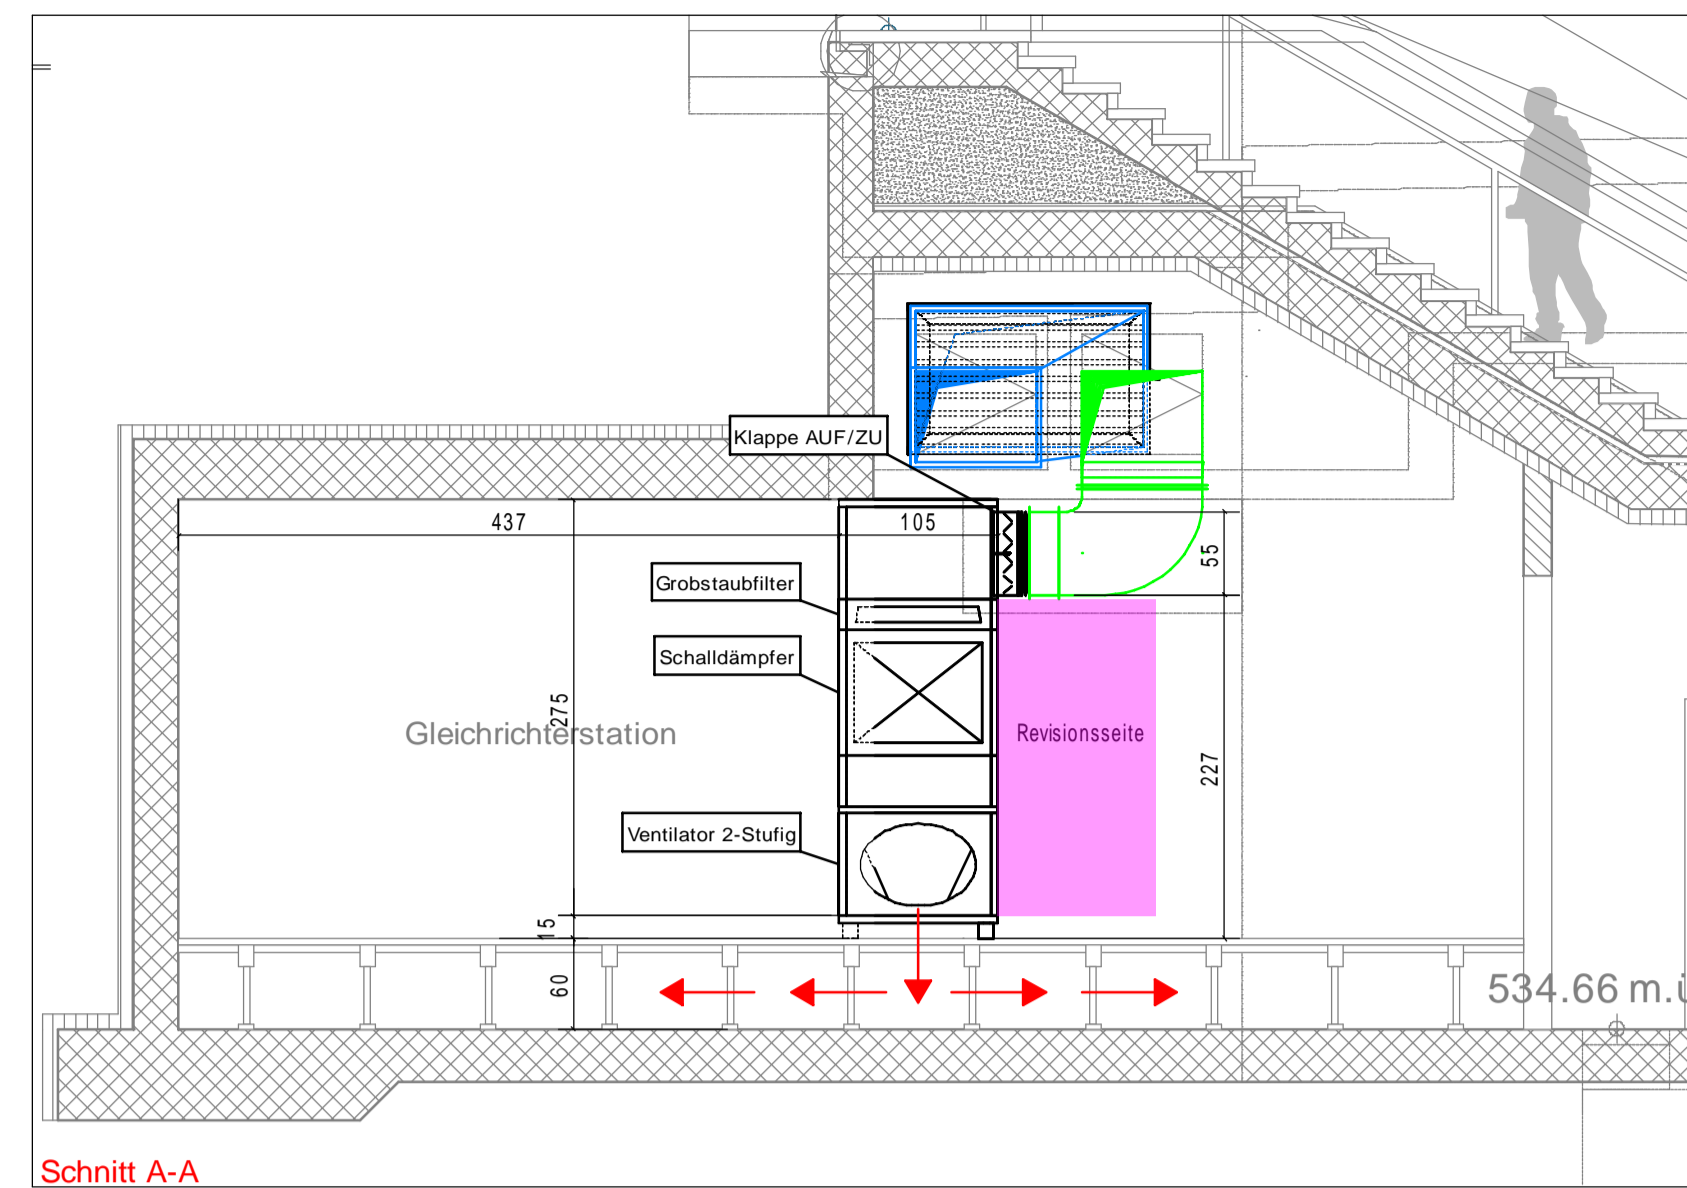 Klappe AUF/ZU
437
105
55
Grobstaubfilter
Schalldämpfer
275
Gleichrichterstation
Revisionsseite
227
Ventilator 2-Stufig
15
60
534.66 m.ü
Schnitt A-A